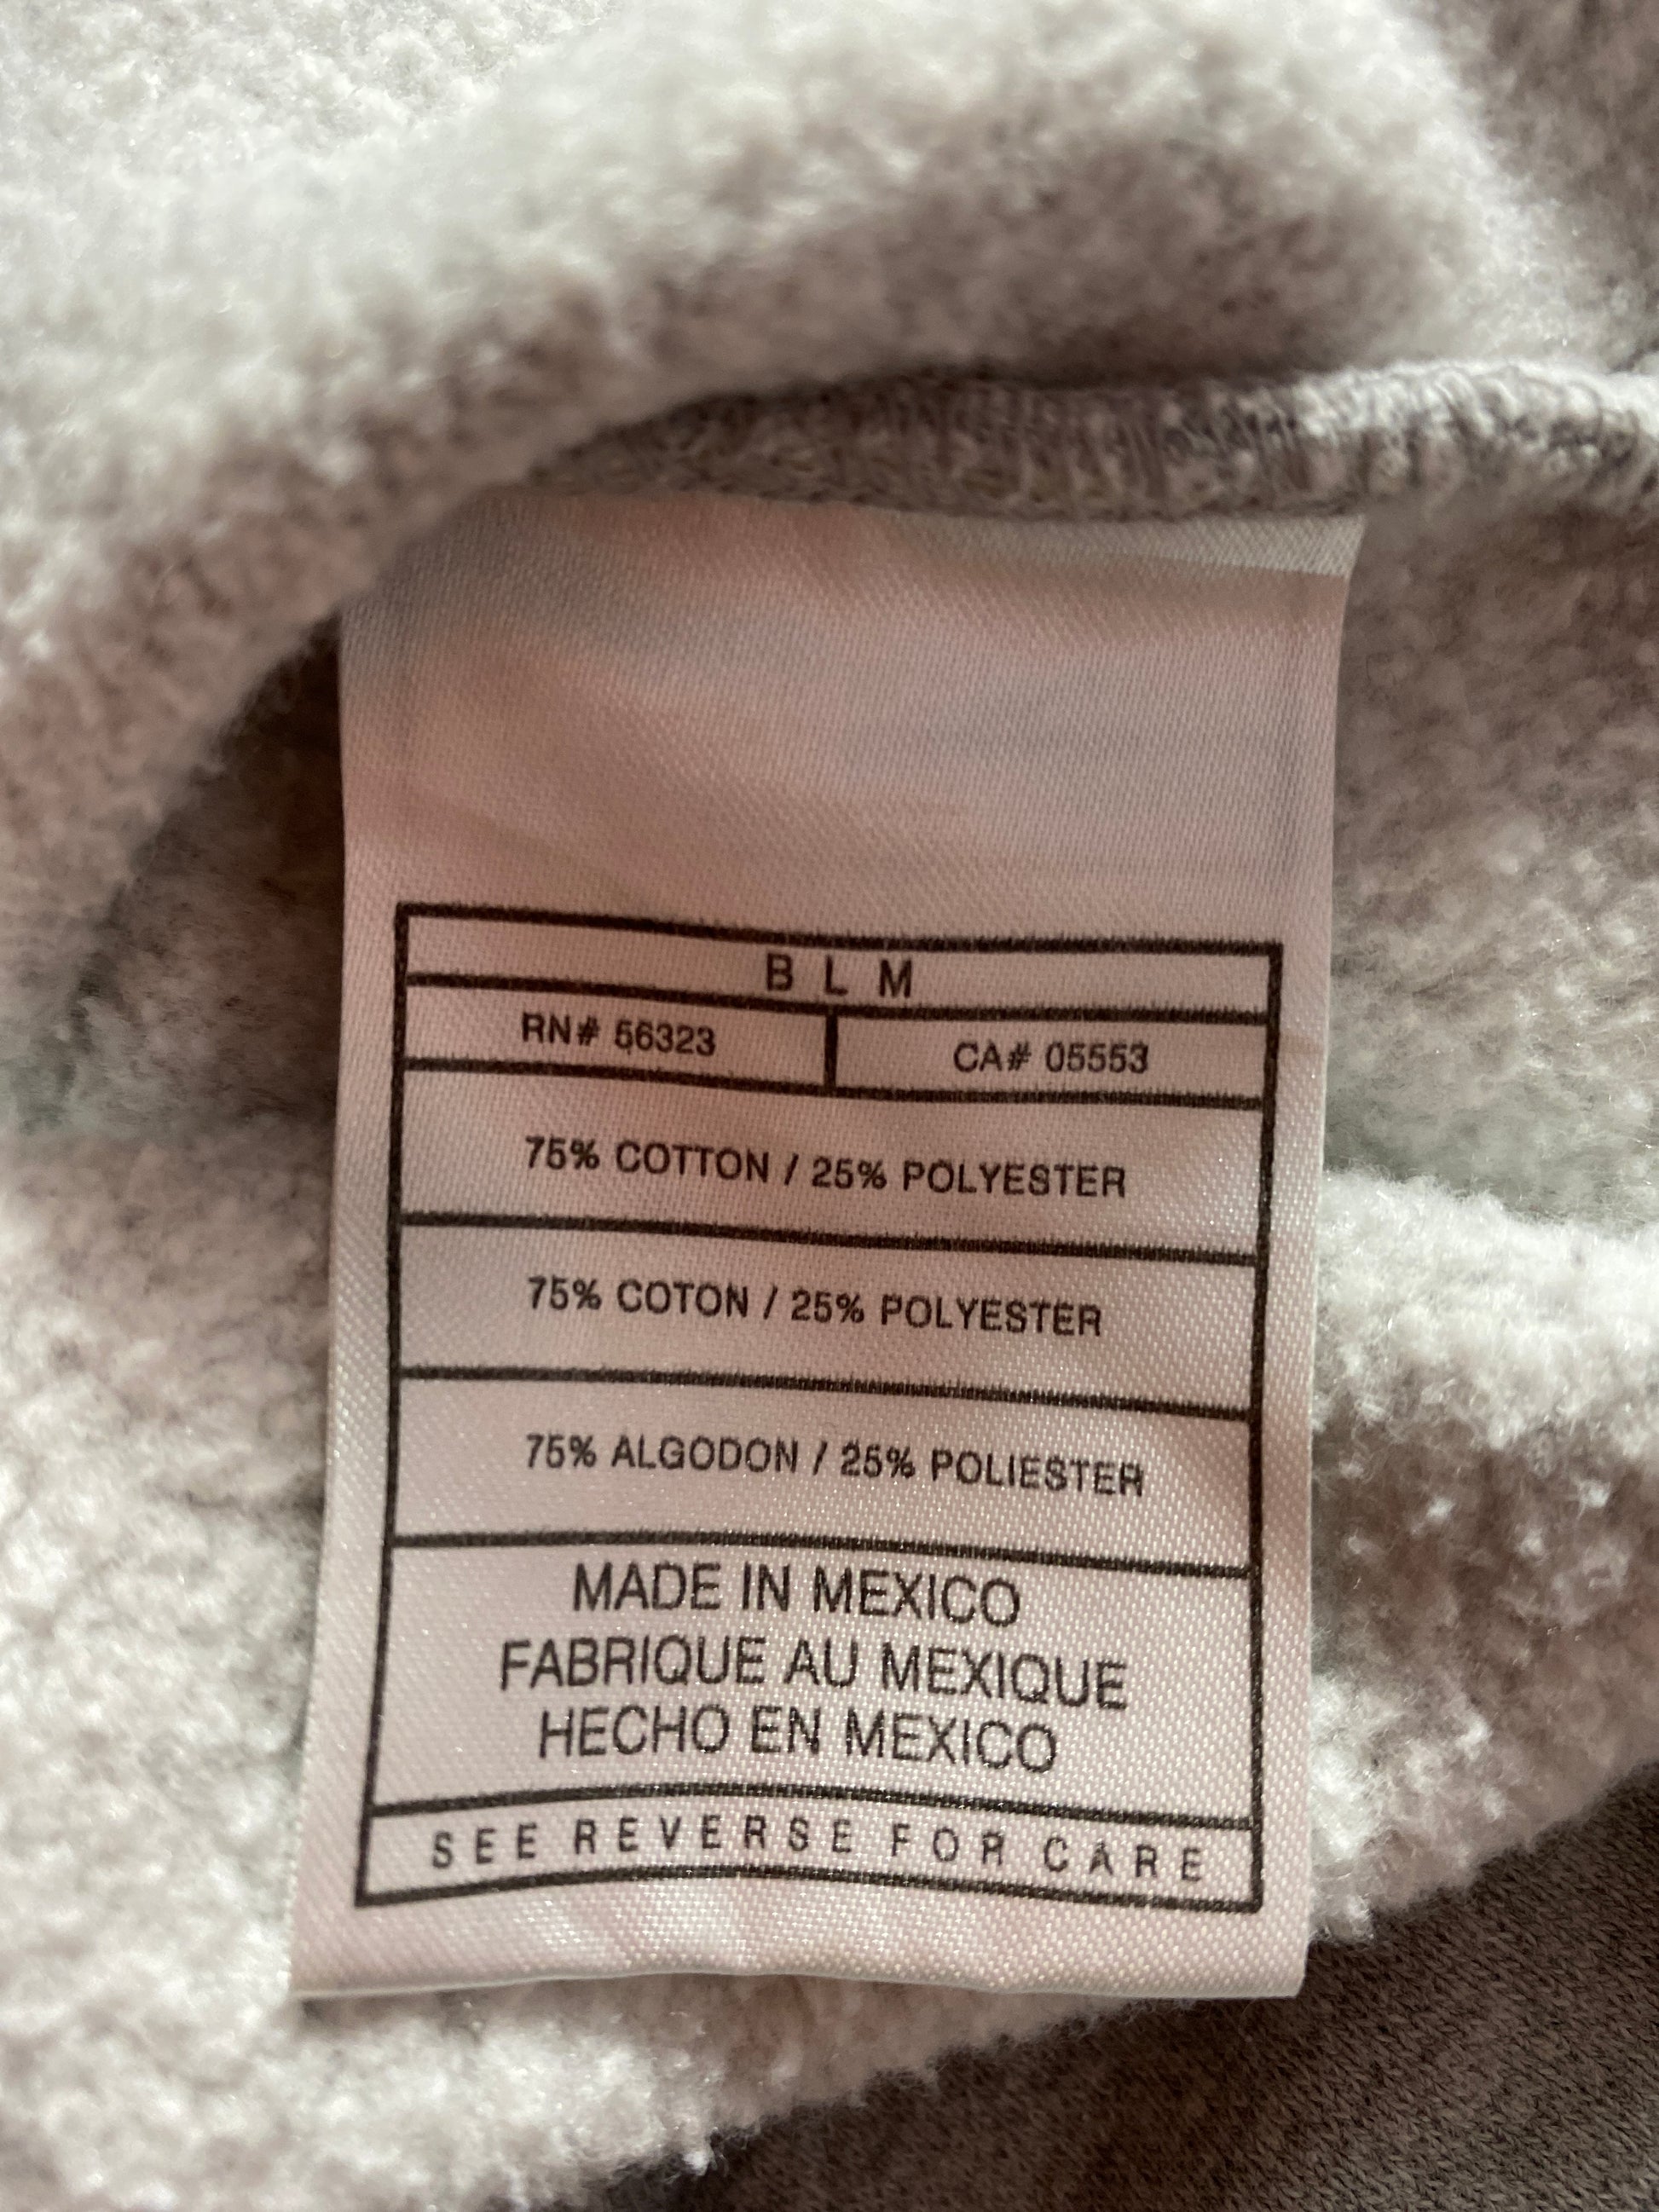 B L M
RN# 56323 CA# 05553
75% COTTON / 25% POLYESTER
75% COTON / 25% POLYESTER
75% ALGODON / 25% POLIESTER
MADE IN MEXICO
FABRIQUE AU MEXIQUE
HECHO EN MEXICO
SEE REVERSE FOR CARE